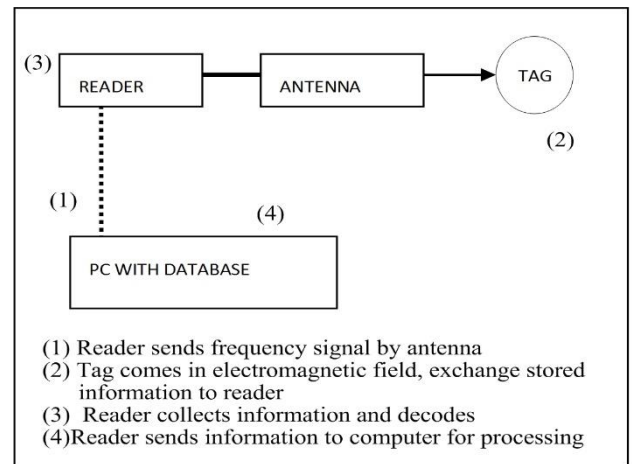 (3)
READER
ANTENNA
TAG
(2)
(1)
(4)
PC WITH DATABASE
(1) Reader sends frequency signal by antenna
(2) Tag comes in electromagnetic field, exchange stored
information to reader
(3) Reader collects information and decodes
(4)Reader sends information to computer for processing